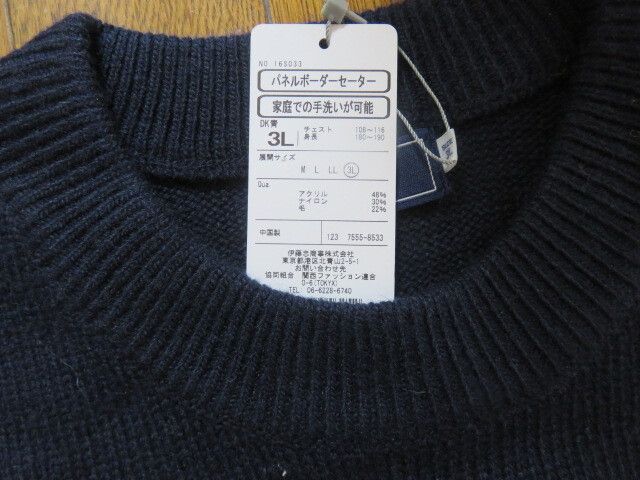 NO 16S033
パネルボーダーセーター
家庭での手洗いが可能
DK青
3L チェスト 106～116
身長 180～190
展開サイズ
M L LL 3L
Qua
アクリル 48%
ナイロン 30%
毛 22%
中国製 123 7555-8533
伊藤忠商事株式会社
東京都港区北青山2-5-1
お問い合わせ先
協同組合 関西ファッション連合
D-6(TOKYX)
TEL: 06-6228-6740